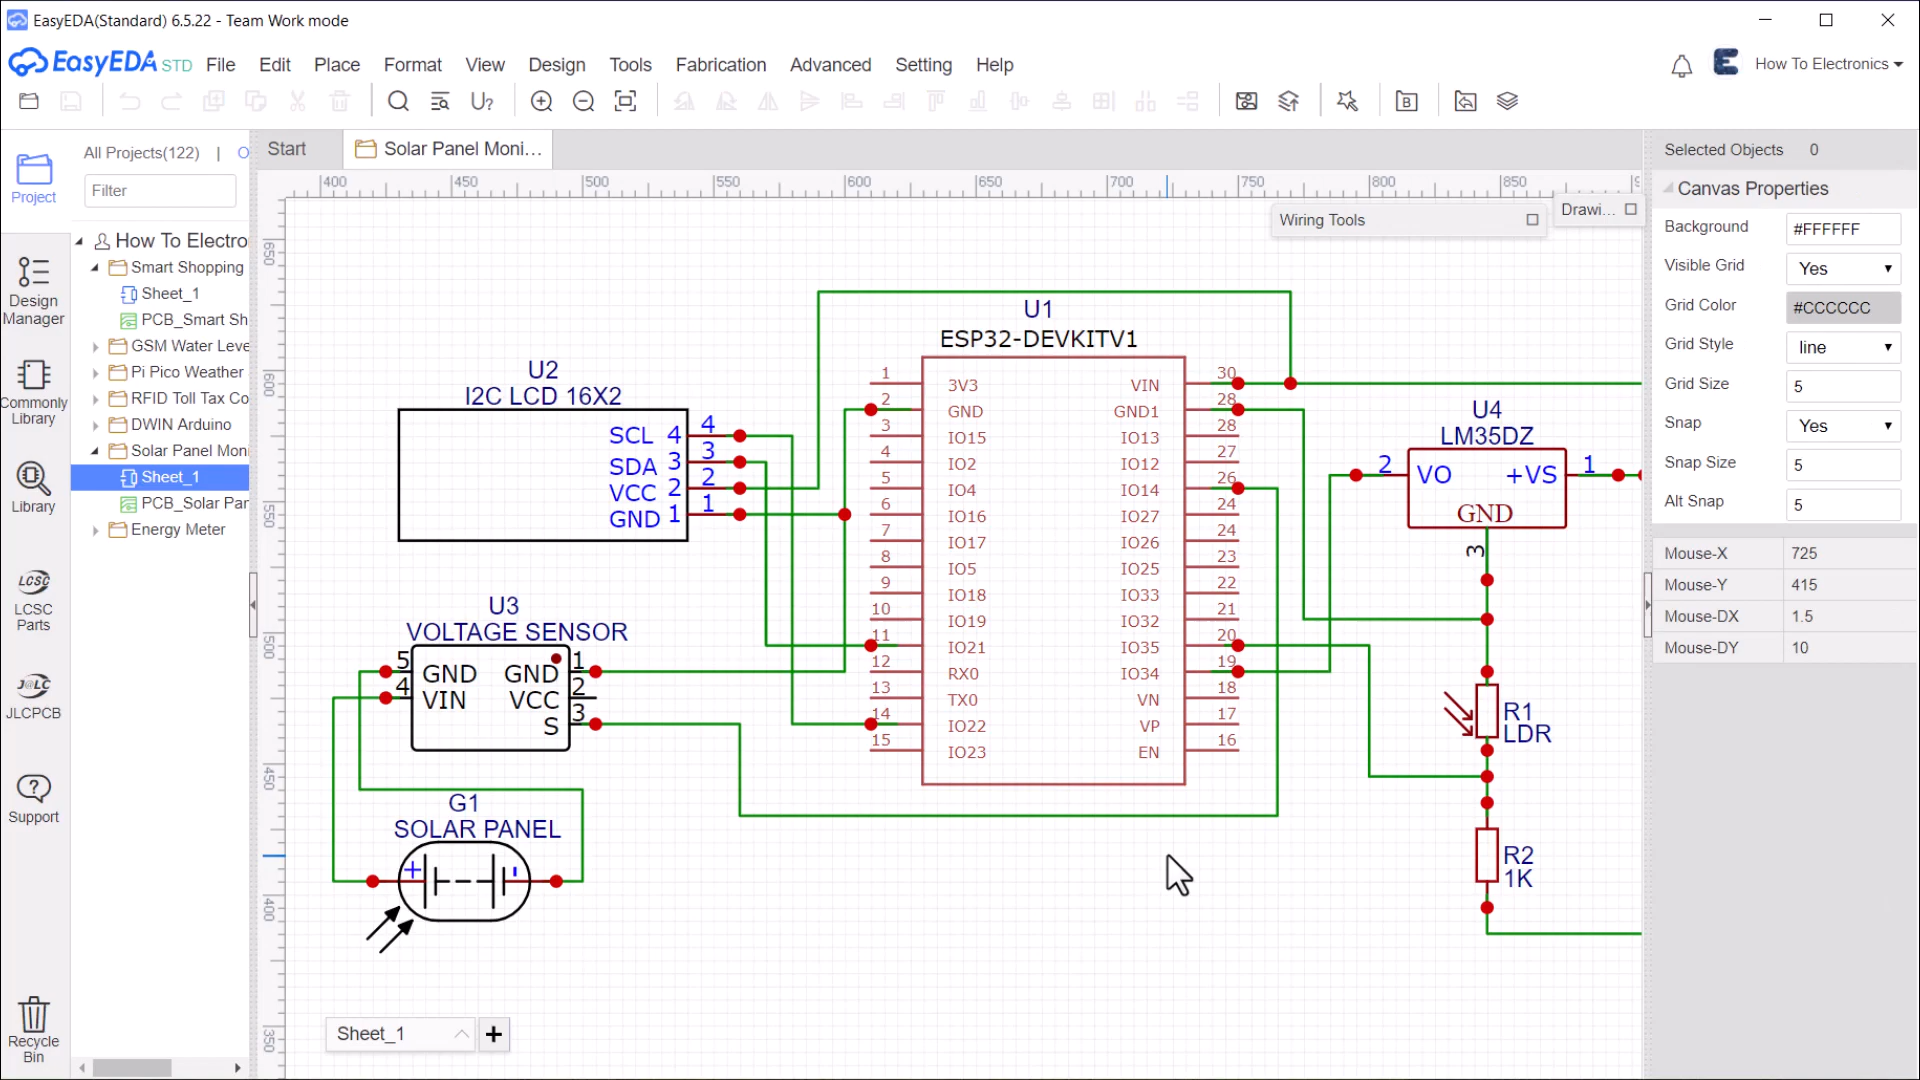 EasyEDA(Standard) 6.5.22 - Team Work mode
EasyEDA STD File Edit Place Format View Design Tools Fabrication Advanced Setting Help
How To Electronics
All Projects(122) |
Filter
Project
Design Manager
Commonly Library
Library
LCSC
LCSC Parts
J@LC
JLCPCB
Support
Recycle Bin
How To Electro
Smart Shopping
Sheet_1
PCB_Smart Sh
GSM Water Leve
Pi Pico Weather
RFID Toll Tax Co
DWIN Arduino
Solar Panel Moni
Sheet_1
PCB_Solar Par
Energy Meter
Start
Solar Panel Moni...
400 450 500 550 600 650 700 750 800 850
650
600
550
500
450
400
350
Wiring Tools
Drawi...
U2
I2C LCD 16X2
SCL 4 4
SDA 3 3
VCC 2 2
GND 1 1
U3
VOLTAGE SENSOR
5 GND GND 1
4 VIN VCC 2
S 3
G1
SOLAR PANEL
+ -
U1
ESP32-DEVKITV1
1 3V3 VIN 30
2 GND GND1 28
3 IO15 IO13 28
4 IO2 IO12 27
5 IO4 IO14 26
6 IO16 IO27 24
7 IO17 IO26 24
8 IO5 IO25 23
9 IO18 IO33 22
10 IO19 IO32 21
11 IO21 IO35 20
12 RX0 IO34 19
13 TX0 VN 18
14 IO22 VP 17
15 IO23 EN 16
U4
LM35DZ
2 VO +VS 1
GND
3
R1
LDR
R2
1K
Sheet_1
Selected Objects 0
Canvas Properties
Background #FFFFFF
Visible Grid Yes
Grid Color #CCCCCC
Grid Style line
Grid Size 5
Snap Yes
Snap Size 5
Alt Snap 5
Mouse-X 725
Mouse-Y 415
Mouse-DX 1.5
Mouse-DY 10